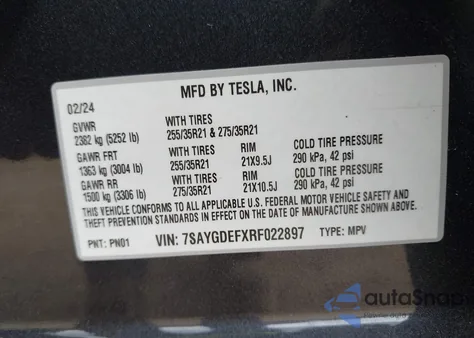 MFD BY TESLA, INC.
02/24
GVWR WITH TIRES
2382 kg (5252 lb) 255/35R21 & 275/35R21
GAWR FRT WITH TIRES RIM COLD TIRE PRESSURE
1363 kg (3004 lb) 255/35R21 21X9.5J 290 kPa, 42 psi
GAWR RR WITH TIRES RIM COLD TIRE PRESSURE
1500 kg (3306 lb) 275/35R21 21X10.5J 290 kPa, 42 psi
THIS VEHICLE CONFORMS TO ALL APPLICABLE U.S. FEDERAL MOTOR VEHICLE SAFETY AND
THEFT PREVENTION STANDARDS IN EFFECT ON THE DATE OF MANUFACTURE SHOWN ABOVE.
PNT: PN01 VIN: 7SAYGDEFXRF022897 TYPE: MPV
autoSnap